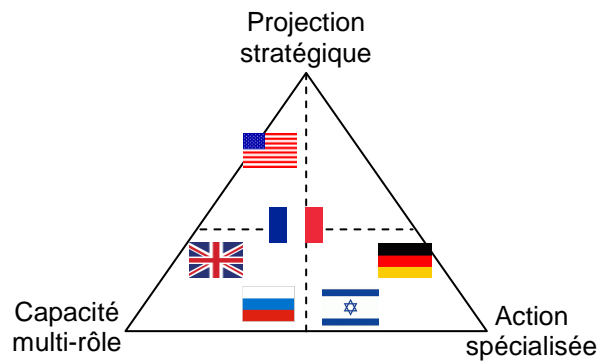 Projection
stratégique
Capacité
multi-rôle
Action
spécialisée